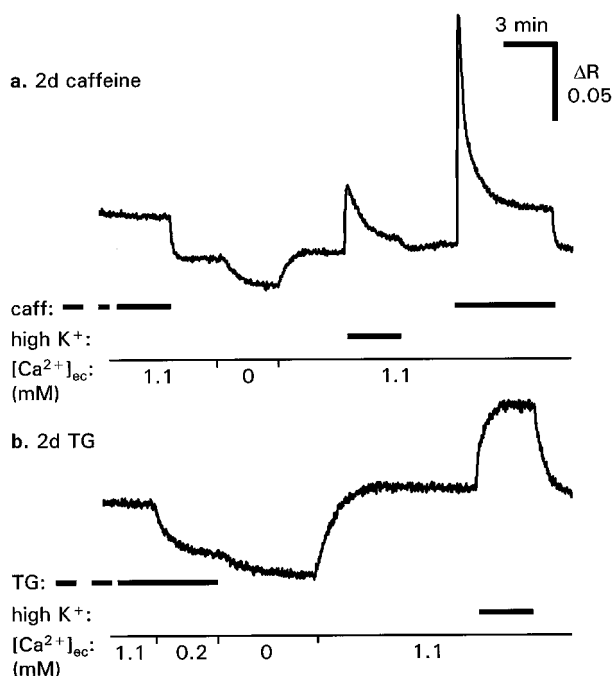 3 min
a. 2d caffeine
ΔR
0.05
caff:
high K⁺:
[Ca²⁺]ec:
(mM)
1.1 0 1.1
b. 2d TG
TG:
high K⁺:
[Ca²⁺]ec:
(mM)
1.1 0.2 0 1.1